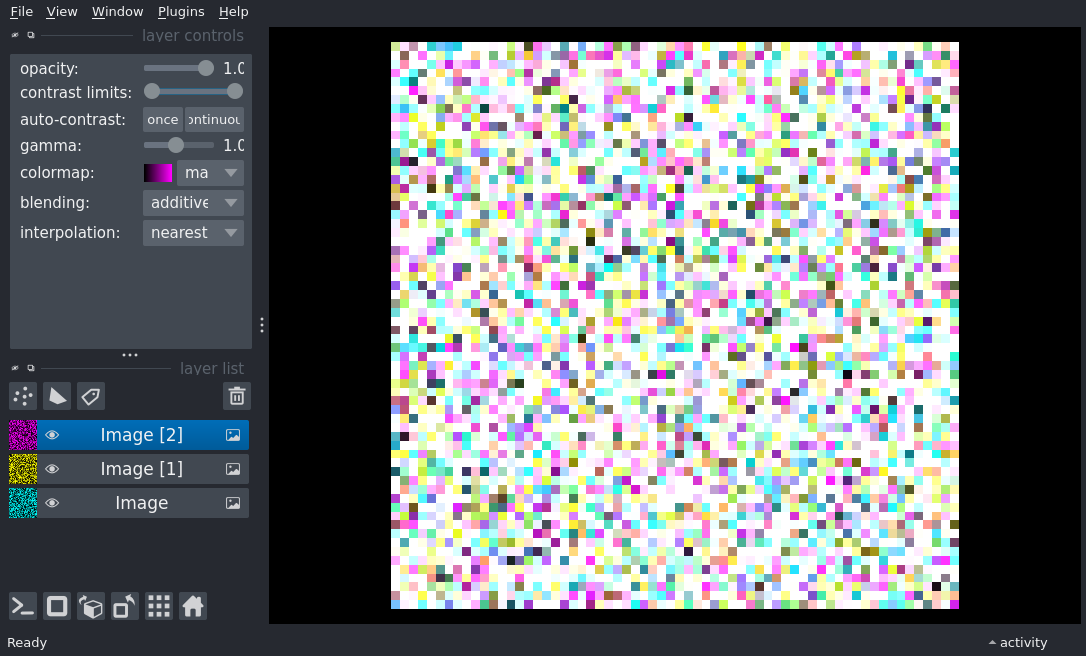 File View Window Plugins Help
layer controls
opacity: 1.0
contrast limits:
auto-contrast: once ontinuou
gamma: 1.0
colormap: ma
blending: additive
interpolation: nearest
layer list
Image [2]
Image [1]
Image
Ready activity